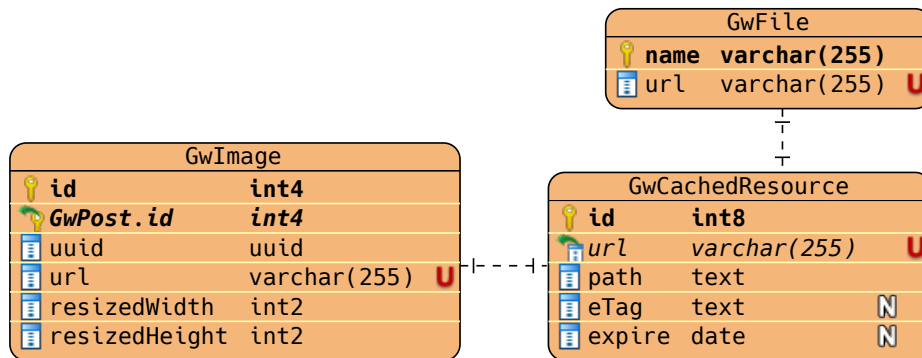 GwFile
name varchar(255)
url varchar(255) U
GwImage
id int4
GwPost.id int4
uuid uuid
url varchar(255) U
resizedWidth int2
resizedHeight int2
GwCachedResource
id int8
url varchar(255) U
path text
eTag text N
expire date N